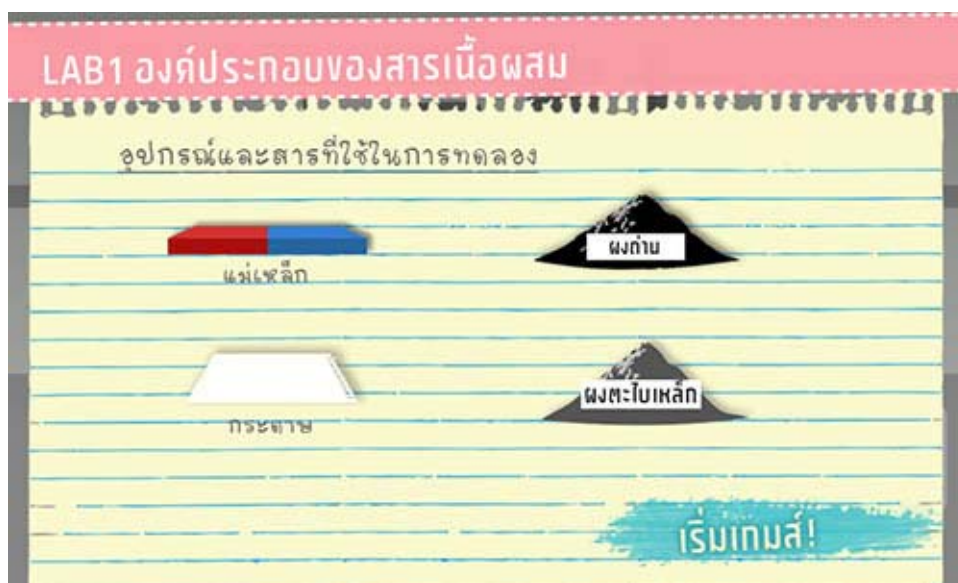 LAB1 องค์ประกอบของสารเนื้อผสม
อุปกรณ์และสารที่ใช้ในการทดลอง
แม่เหล็ก
ผงถ่าน
กระดาษ
ผงตะไบเหล็ก
เริ่มเกมส์!